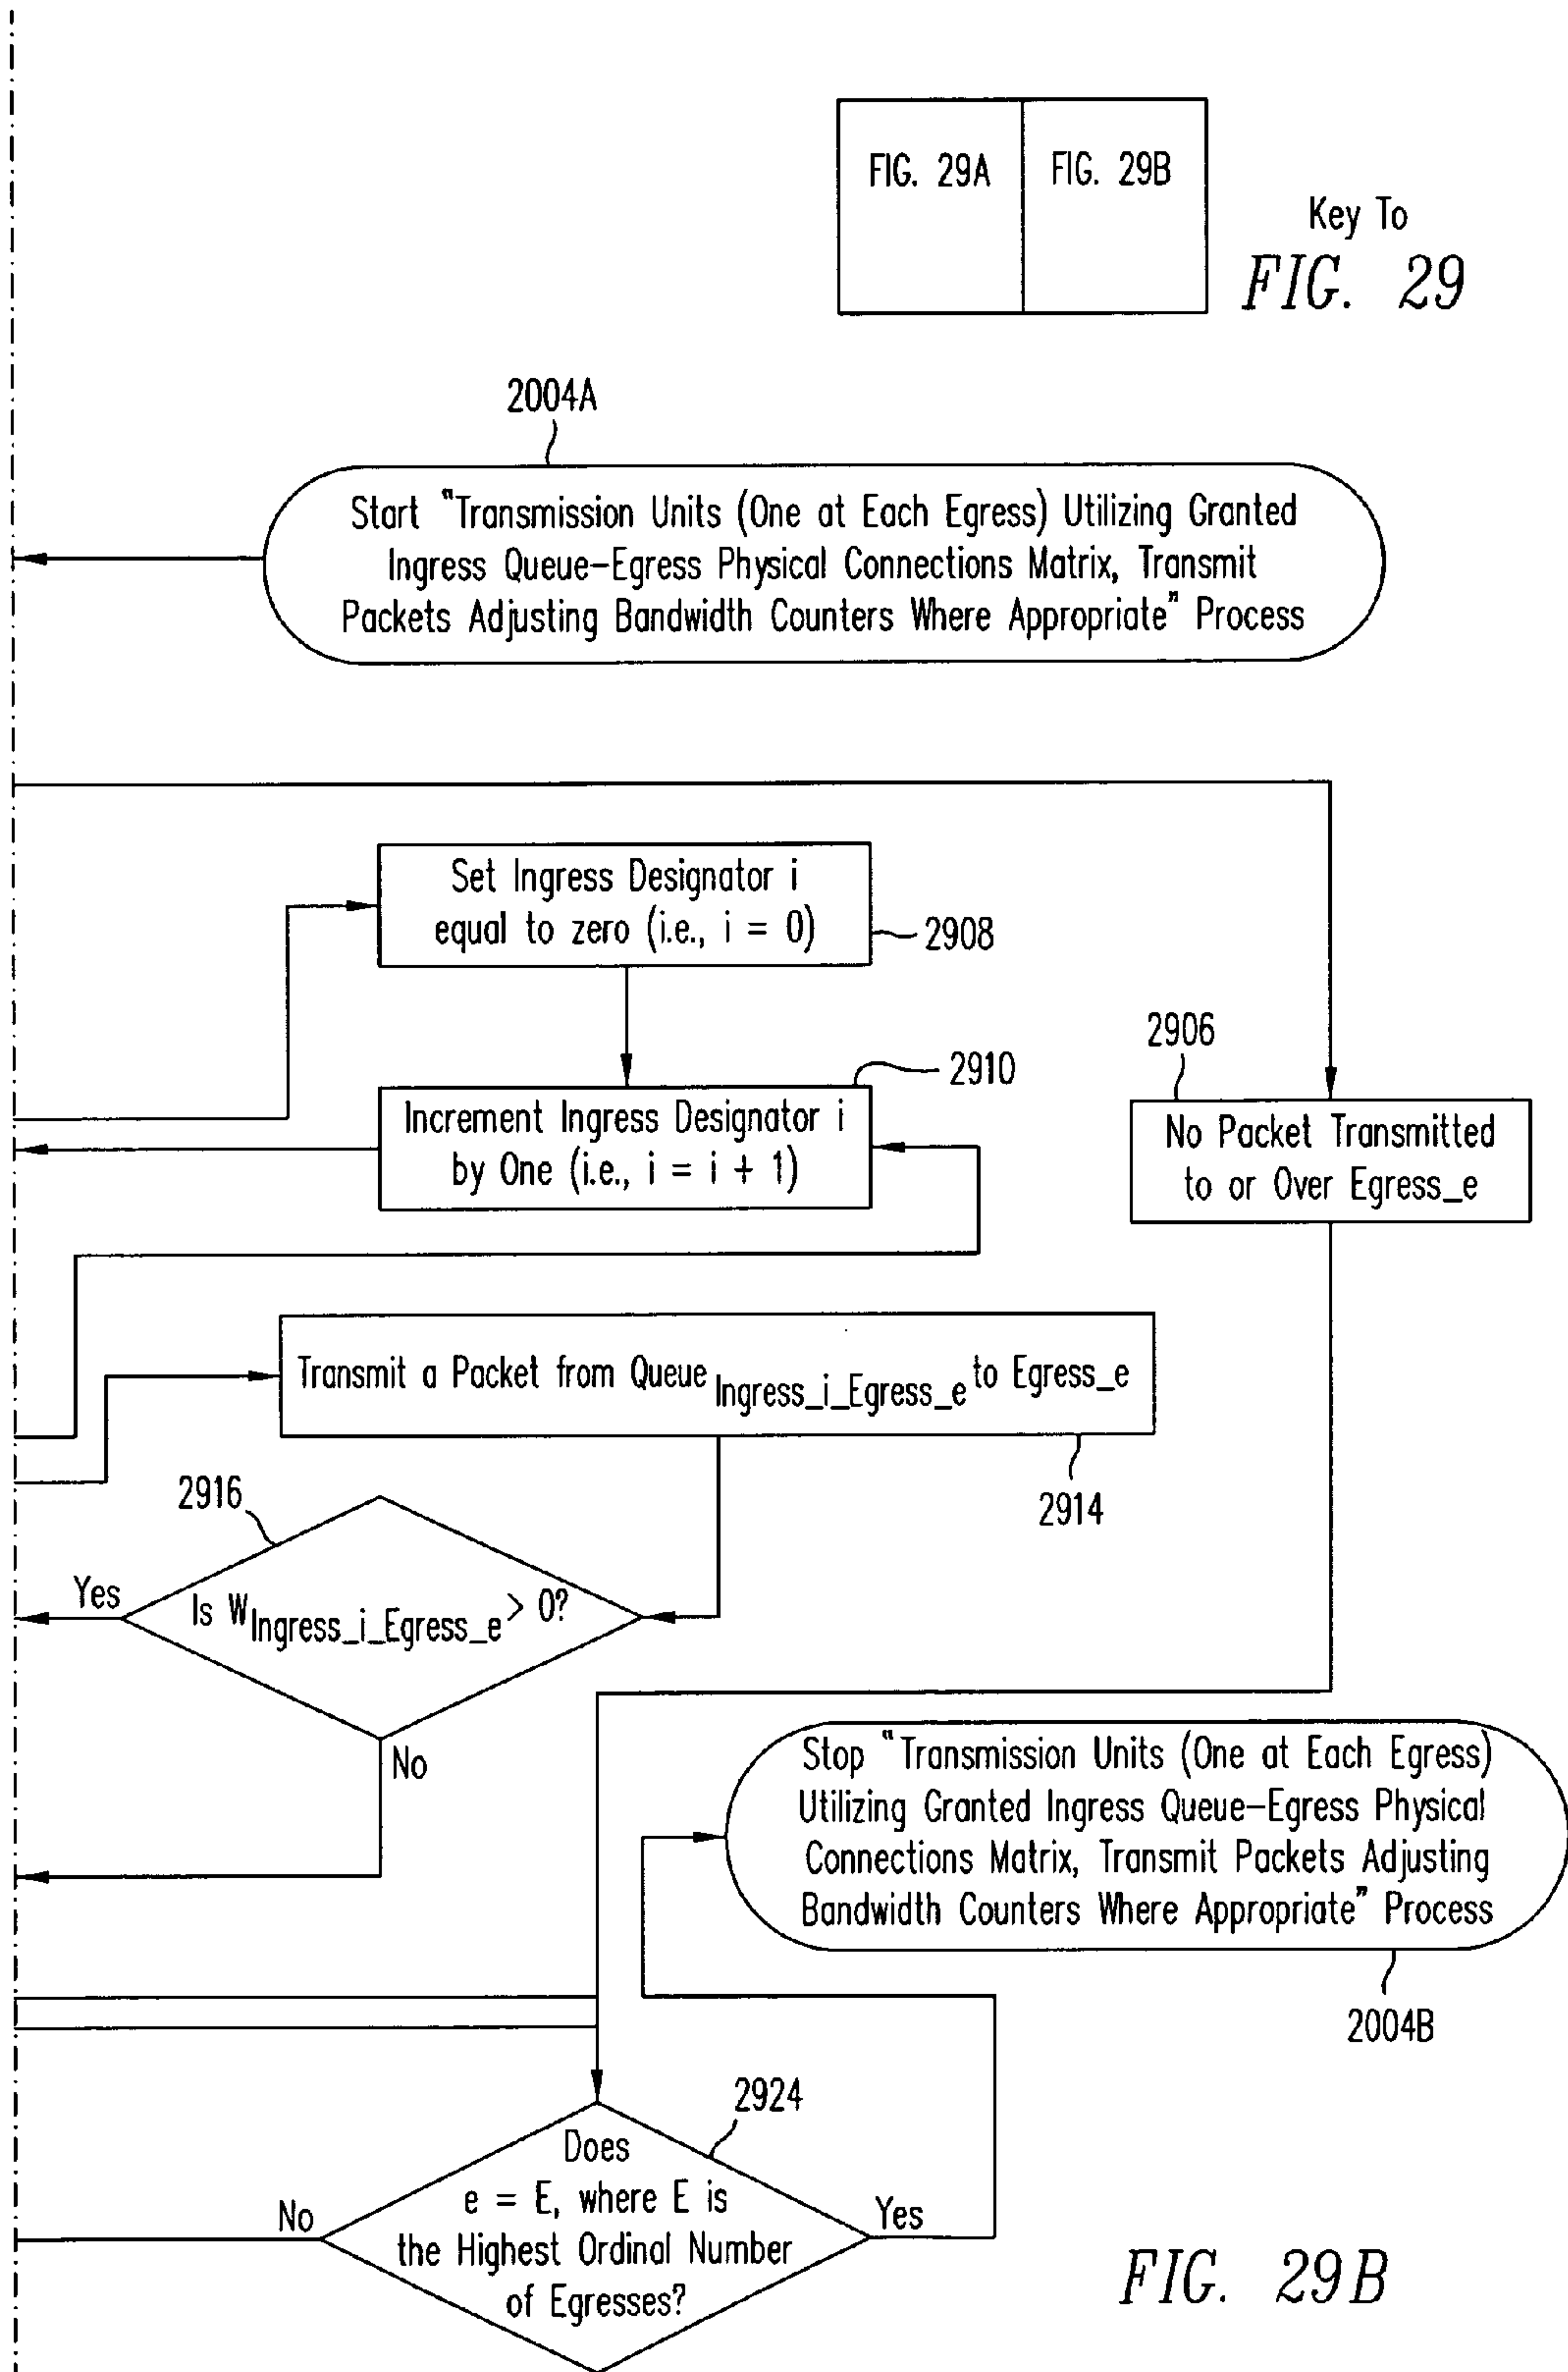 FIG. 29A
FIG. 29B
Key To
FIG. 29
2004A
Start "Transmission Units (One at Each Egress) Utilizing Granted
Ingress Queue-Egress Physical Connections Matrix, Transmit
Packets Adjusting Bandwidth Counters Where Appropriate" Process
Set Ingress Designator i
equal to zero (i.e., i = 0)
2908
2910
Increment Ingress Designator i
by One (i.e., i = i + 1)
2906
No Packet Transmitted
to or Over Egress_e
Transmit a Packet from Queue Ingress_i_Egress_e to Egress_e
2914
2916
Yes
Is W Ingress_i_Egress_e > 0?
No
Stop "Transmission Units (One at Each Egress)
Utilizing Granted Ingress Queue-Egress Physical
Connections Matrix, Transmit Packets Adjusting
Bandwidth Counters Where Appropriate" Process
2004B
2924
Does
e = E, where E is
the Highest Ordinal Number
of Egresses?
No
Yes
FIG. 29B